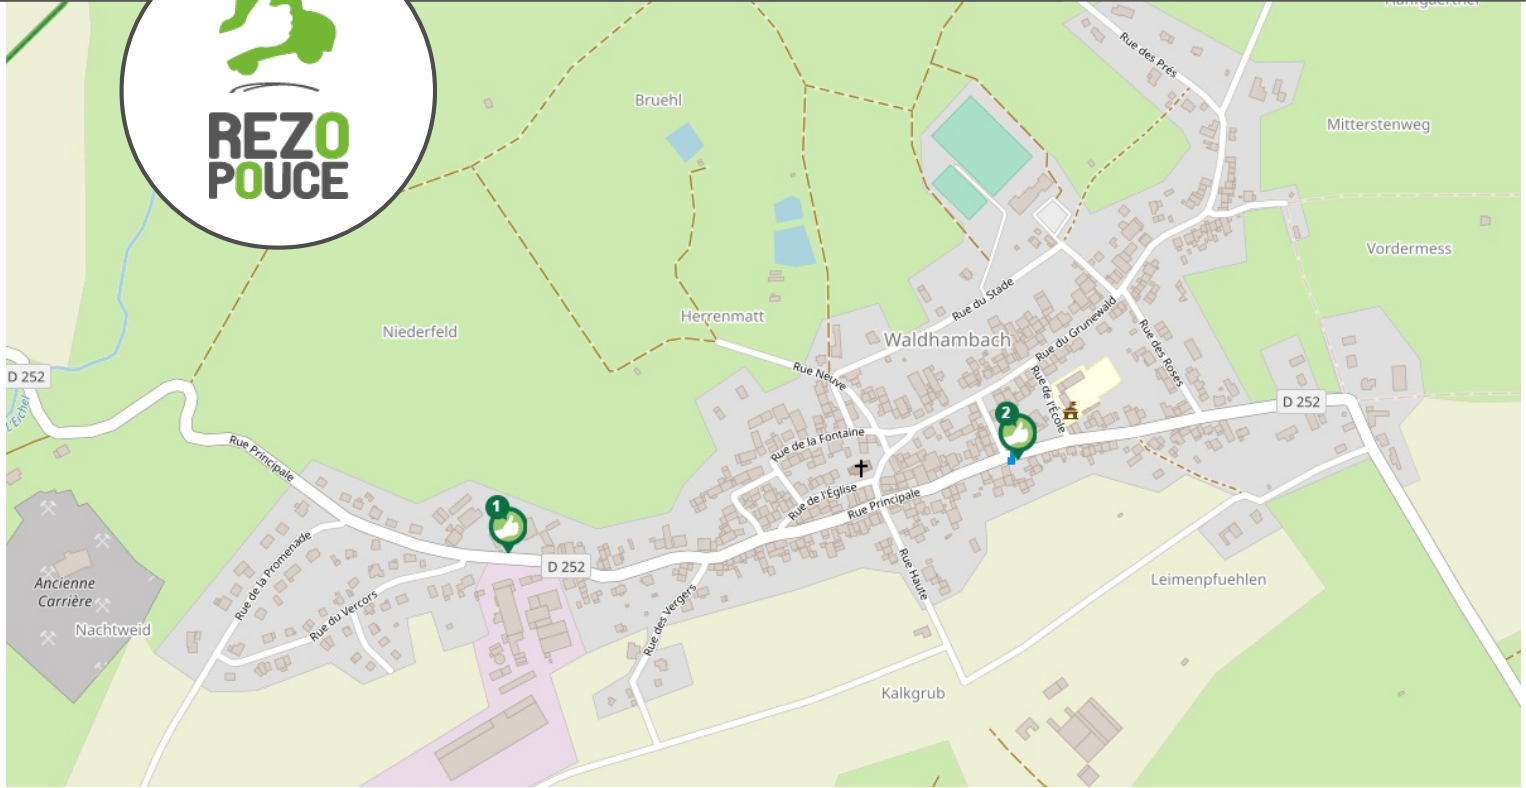 REZO
POUCE
Bruehl
Rue des Prés
Mitterstenweg
Vordermess
Niederfeld
Herrenmatt
Rue du Stade
Waldhambach
Rue du Grunewald
Rue des Roses
Rue Neuve
Rue de l'École
D 252
L'Eichel
D 252
2
Rue de la Fontaine
Rue Principale
Rue de l'Église
Rue Principale
1
D 252
Rue de la Promenade
Rue du Vercors
Rue des Vergers
Rue Haute
Ancienne
Carrière
Nachtweid
Leimenpfuehlen
Kalkgrub